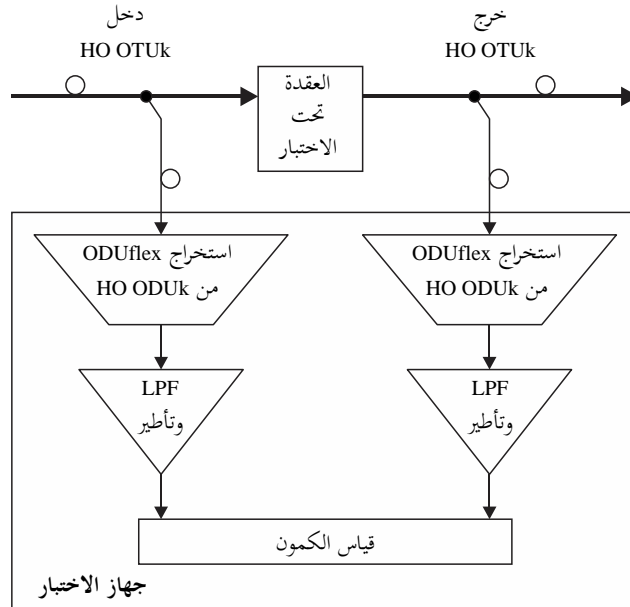 خرج
HO OTUk
دخل
HO OTUk
العقدة
تحت
الاختبار
استخراج ODUflex
من HO ODUk
استخراج ODUflex
من HO ODUk
LPF
وتأطير
LPF
وتأطير
قياس الكمون
جهاز الاختبار